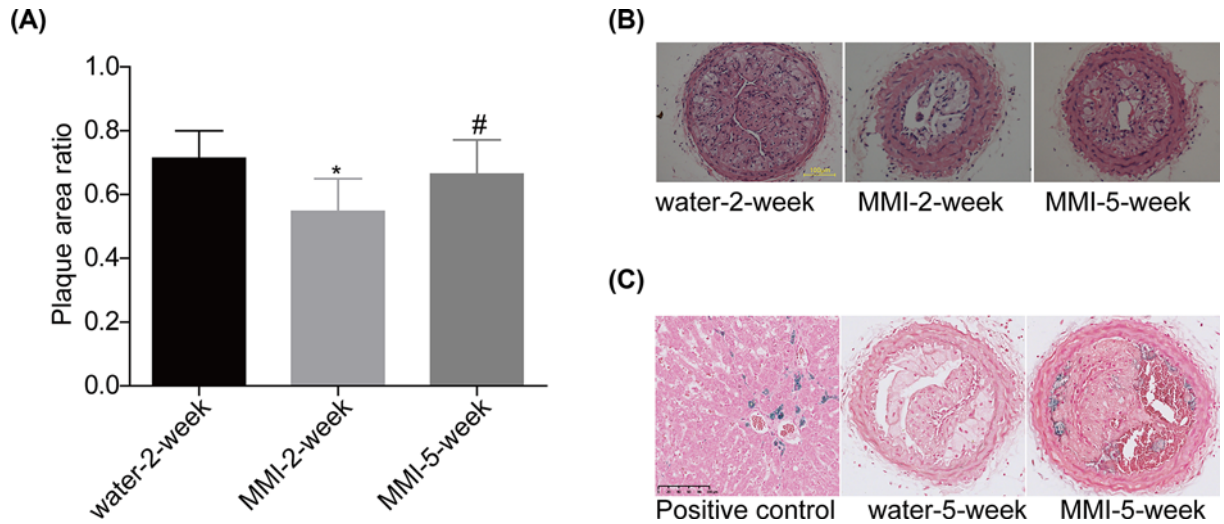 (A)
Plaque area ratio
1.0
0.8
0.6
0.4
0.2
0.0
*
#
water-2-week
MMI-2-week
MMI-5-week
(B)
water-2-week
MMI-2-week
MMI-5-week
(C)
Positive control
water-5-week
MMI-5-week